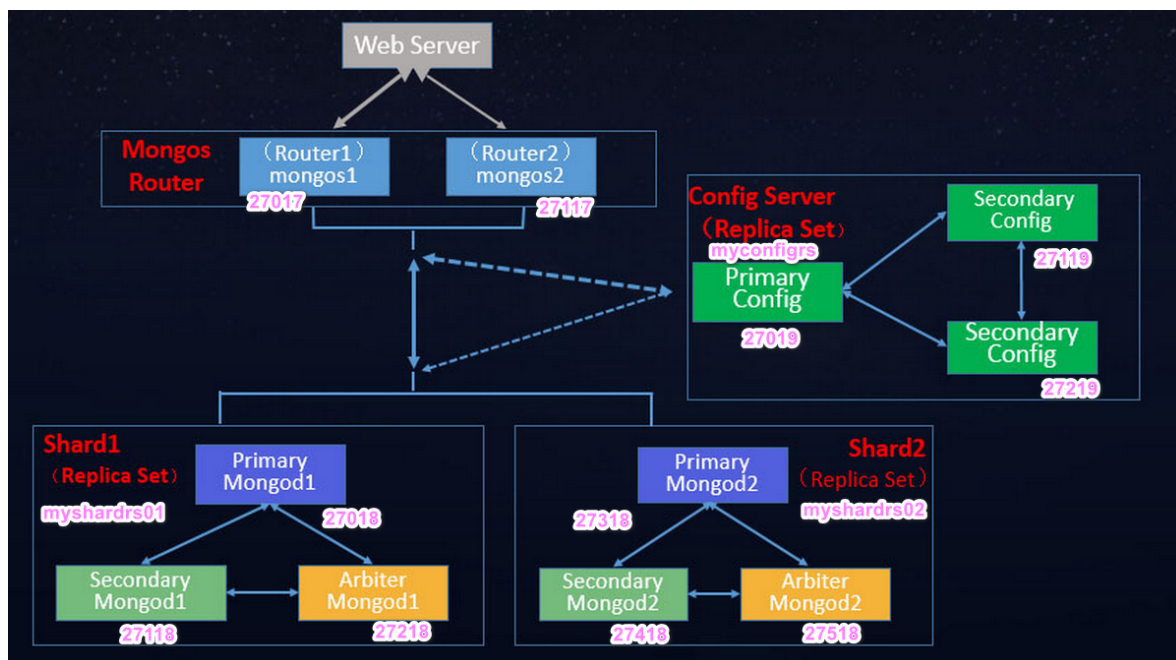 Web Server
Mongos
Router
（Router1）
mongos1
27017
（Router2）
mongos2
27117
Config Server
（Replica Set）
myconfigrs
Primary
Config
27019
Secondary
Config
27119
Secondary
Config
27219
Shard1
（Replica Set）
myshardrs01
Primary
Mongod1
27018
Secondary
Mongod1
27118
Arbiter
Mongod1
27218
Shard2
（Replica Set）
myshardrs02
Primary
Mongod2
27318
Secondary
Mongod2
27418
Arbiter
Mongod2
27518